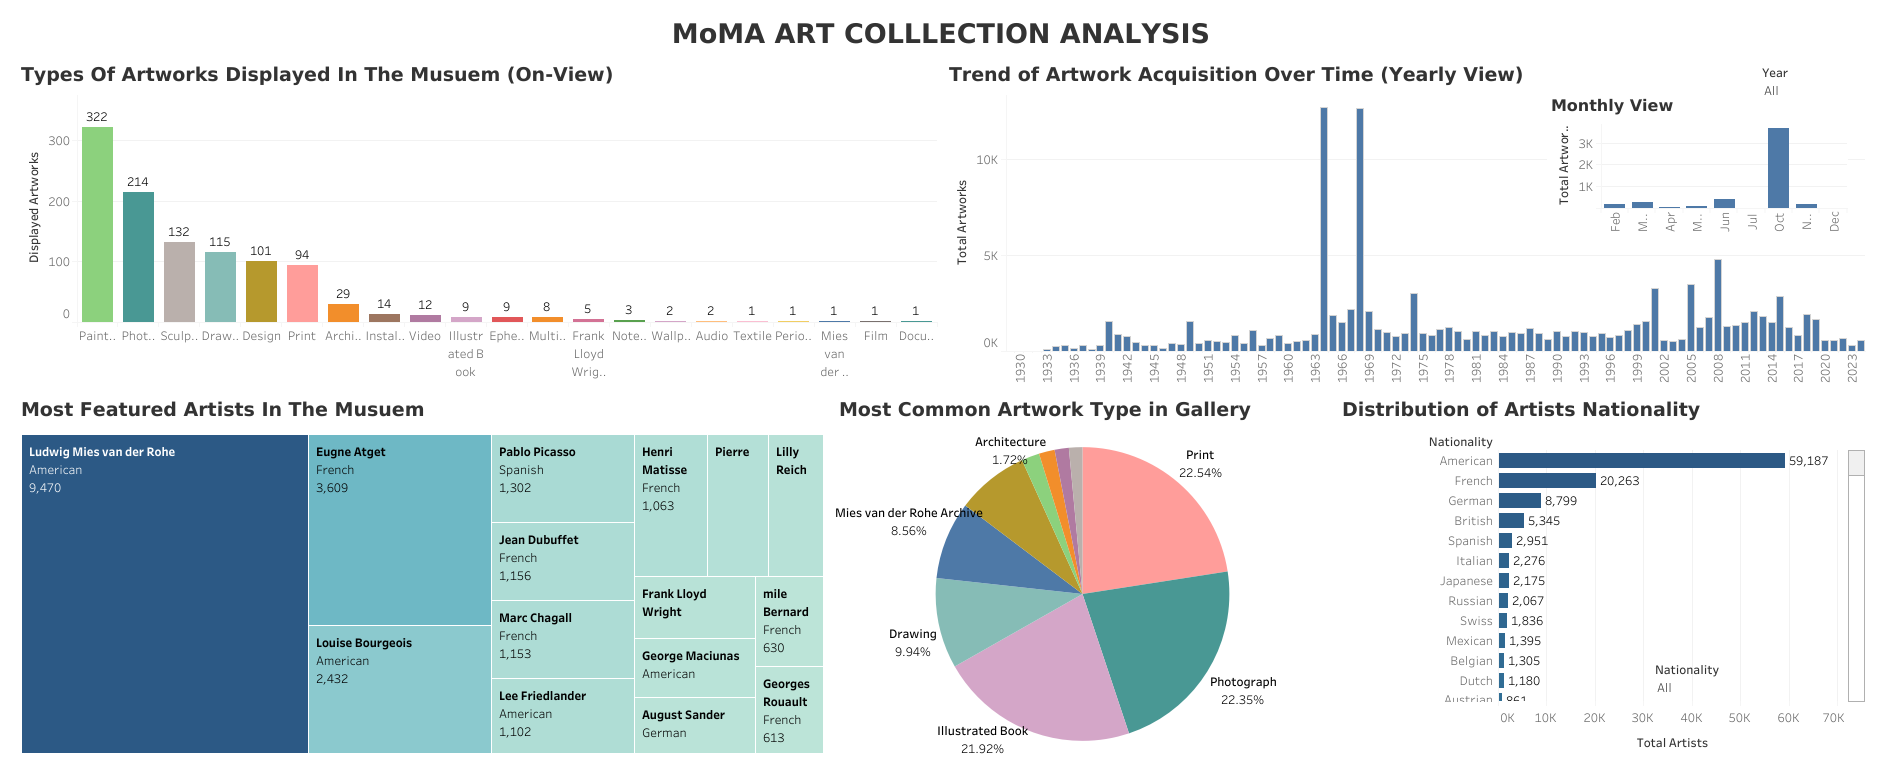 MoMA ART COLLLECTION ANALYSIS
Types Of Artworks Displayed In The Musuem (On-View)
Displayed Artworks
300
200
100
0
322
214
132
115
101
94
29
14
12
9
9
8
5
3
2
2
1
1
1
1
1
Paint..
Phot..
Sculp..
Draw..
Design
Print
Archi..
Instal..
Video
Illustr
ated B
ook
Ephe..
Multi..
Frank
Lloyd
Wrig..
Note..
Wallp..
Audio
Textile
Perio..
Mies
van
der ..
Film
Docu..
Trend of Artwork Acquisition Over Time (Yearly View)
Year
All
Total Artworks
10K
5K
0K
1930
1933
1936
1939
1942
1945
1948
1951
1954
1957
1960
1963
1966
1969
1972
1975
1978
1981
1984
1987
1990
1993
1996
1999
2002
2005
2008
2011
2014
2017
2020
2023
Monthly View
Total Artwor..
3K
2K
1K
Feb
M..
Apr
M..
Jun
Jul
Oct
N..
Dec
Most Featured Artists In The Musuem
Ludwig Mies van der Rohe
American
9,470
Eugne Atget
French
3,609
Louise Bourgeois
American
2,432
Pablo Picasso
Spanish
1,302
Jean Dubuffet
French
1,156
Marc Chagall
French
1,153
Lee Friedlander
American
1,102
Henri
Matisse
French
1,063
Pierre
Lilly
Reich
Frank Lloyd
Wright
George Maciunas
American
August Sander
German
mile
Bernard
French
630
Georges
Rouault
French
613
Most Common Artwork Type in Gallery
Architecture
1.72%
Print
22.54%
Mies van der Rohe Archive
8.56%
Drawing
9.94%
Photograph
22.35%
Illustrated Book
21.92%
Distribution of Artists Nationality
Nationality
American 59,187
French 20,263
German 8,799
British 5,345
Spanish 2,951
Italian 2,276
Japanese 2,175
Russian 2,067
Swiss 1,836
Mexican 1,395
Belgian 1,305
Dutch 1,180
Austrian 861
Nationality
All
0K
10K
20K
30K
40K
50K
60K
70K
Total Artists